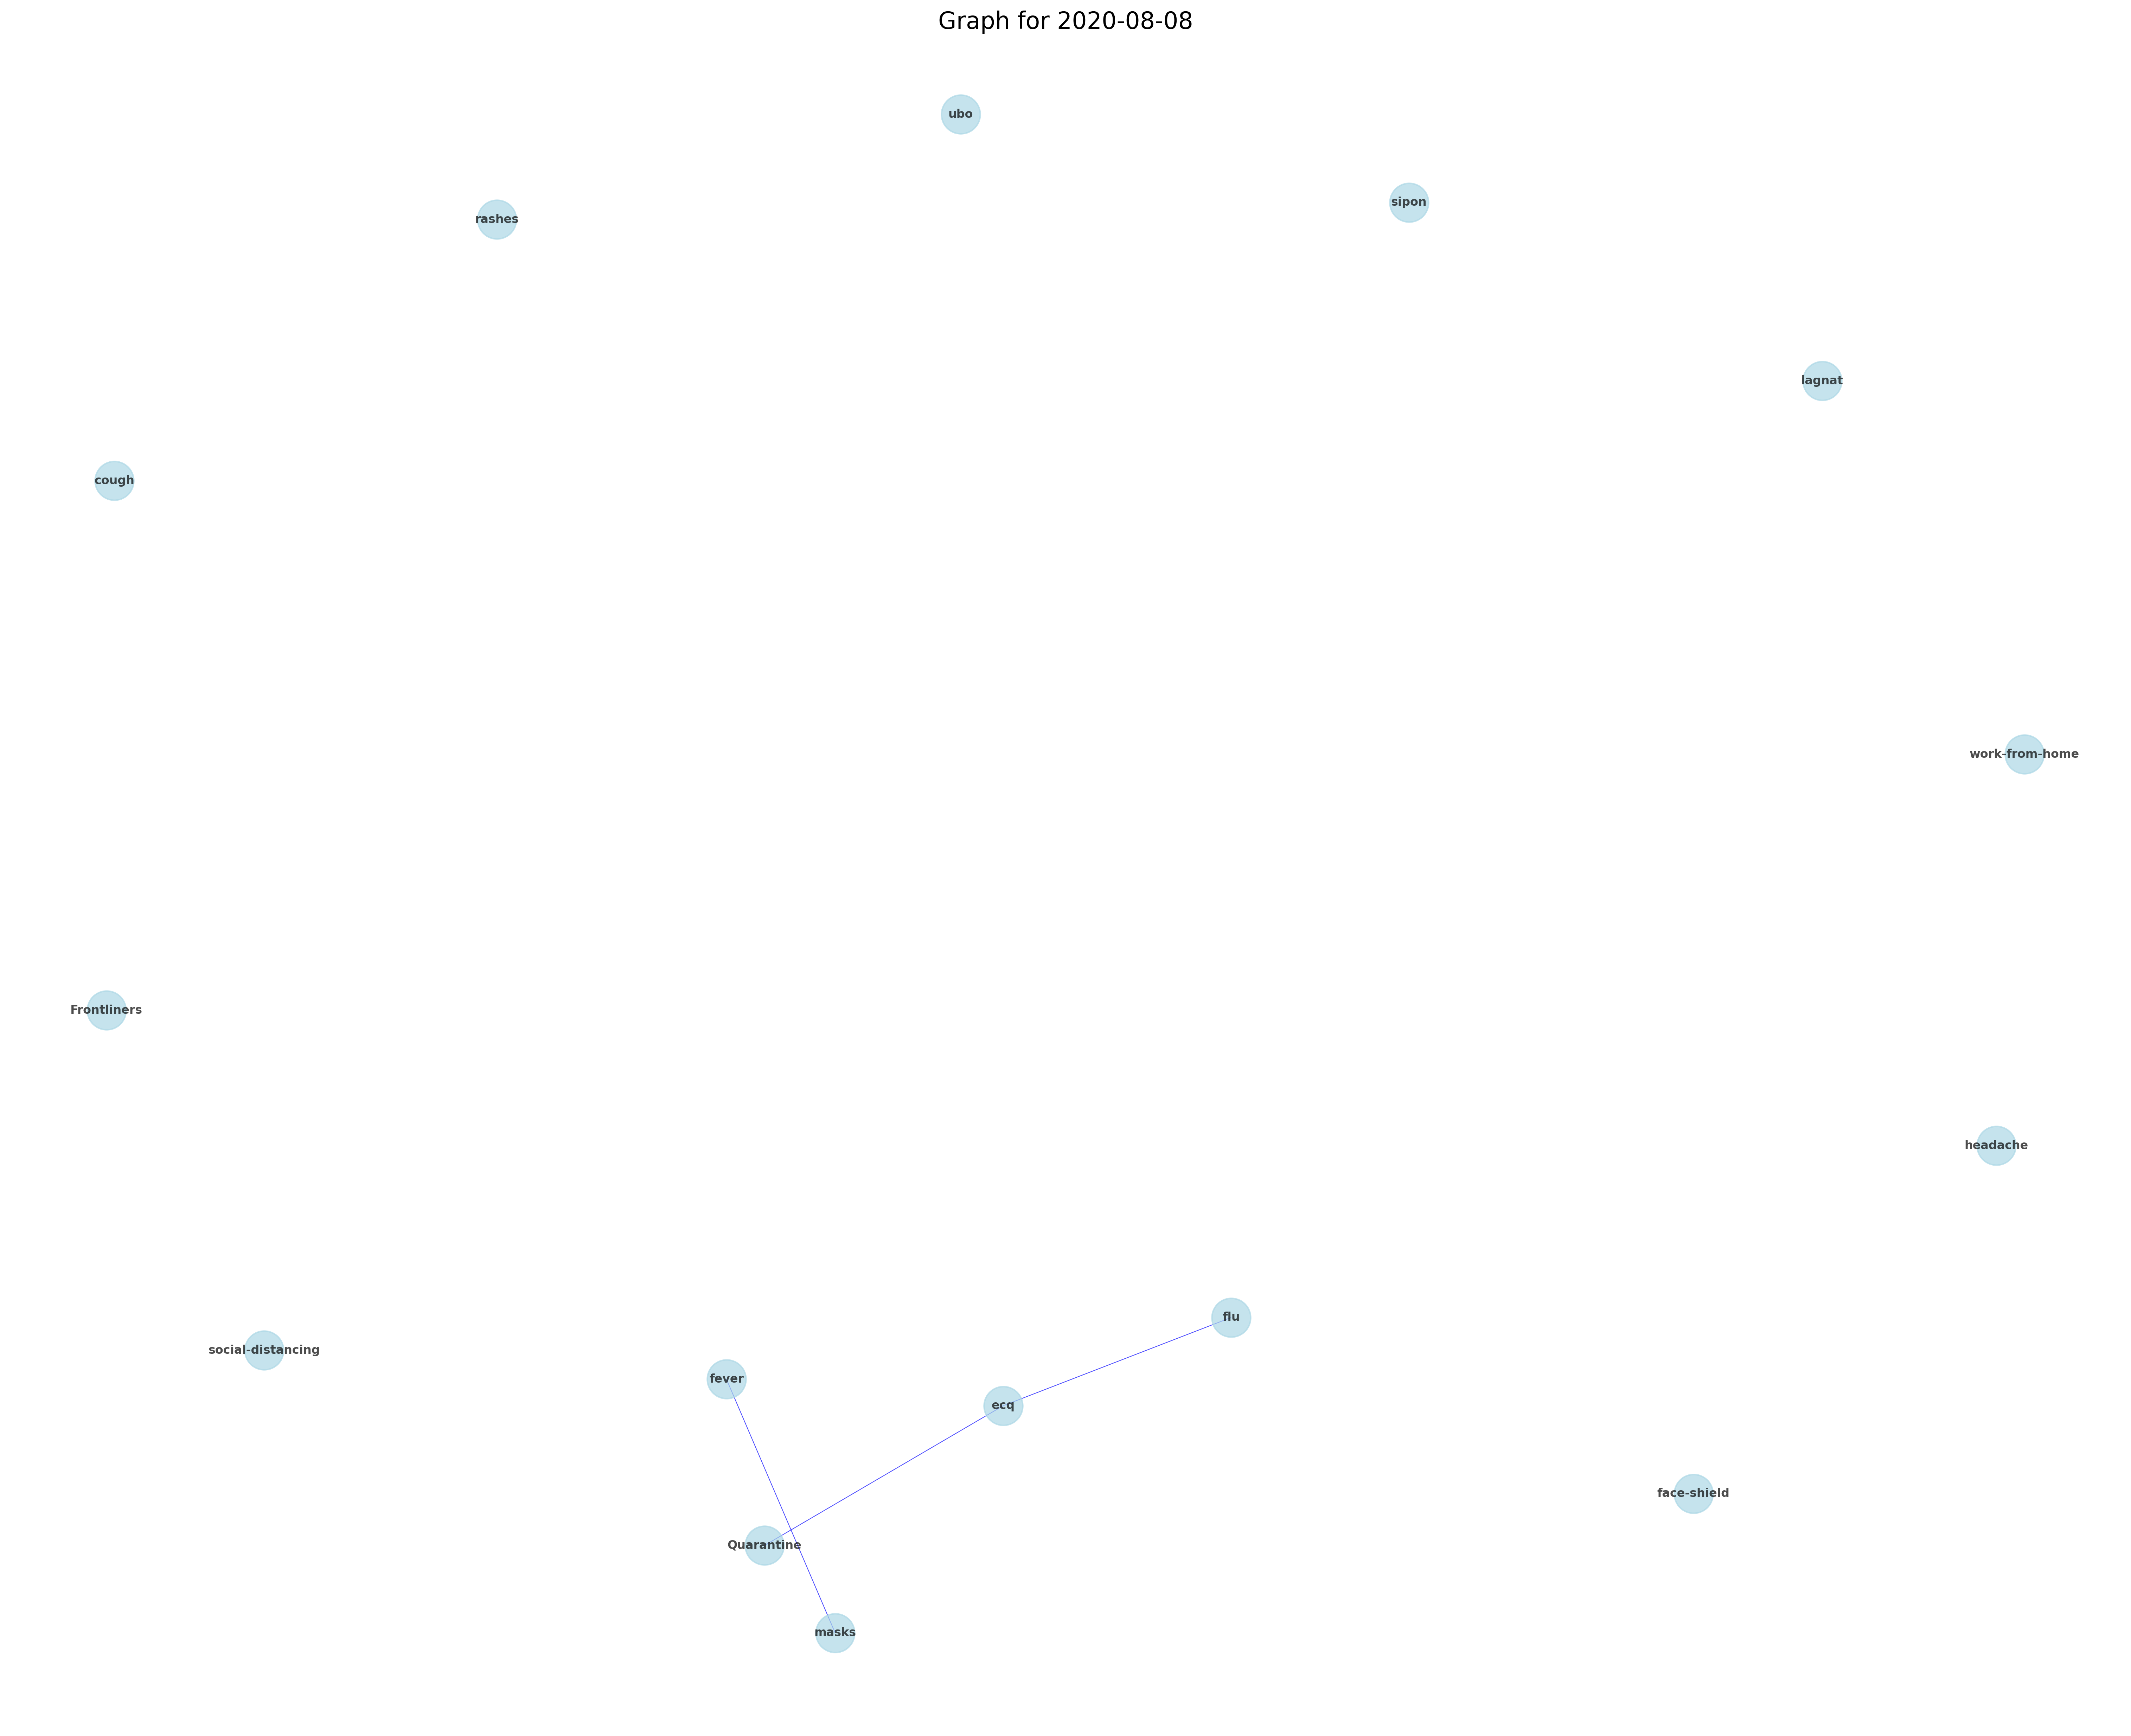 Graph for 2020-08-08
ubo
sipon
rashes
lagnat
cough
work-from-home
Frontliners
headache
flu
social-distancing
fever
ecq
face-shield
Quarantine
masks